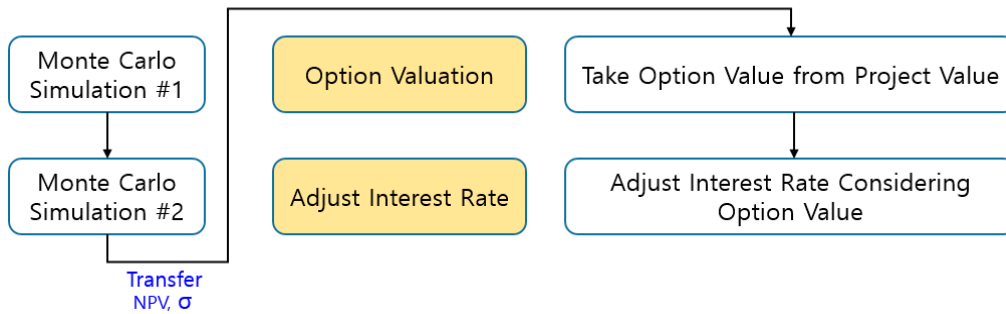 Monte Carlo
Simulation #1
Option Valuation
Take Option Value from Project Value
Monte Carlo
Simulation #2
Adjust Interest Rate
Adjust Interest Rate Considering
Option Value
Transfer
NPV, σ